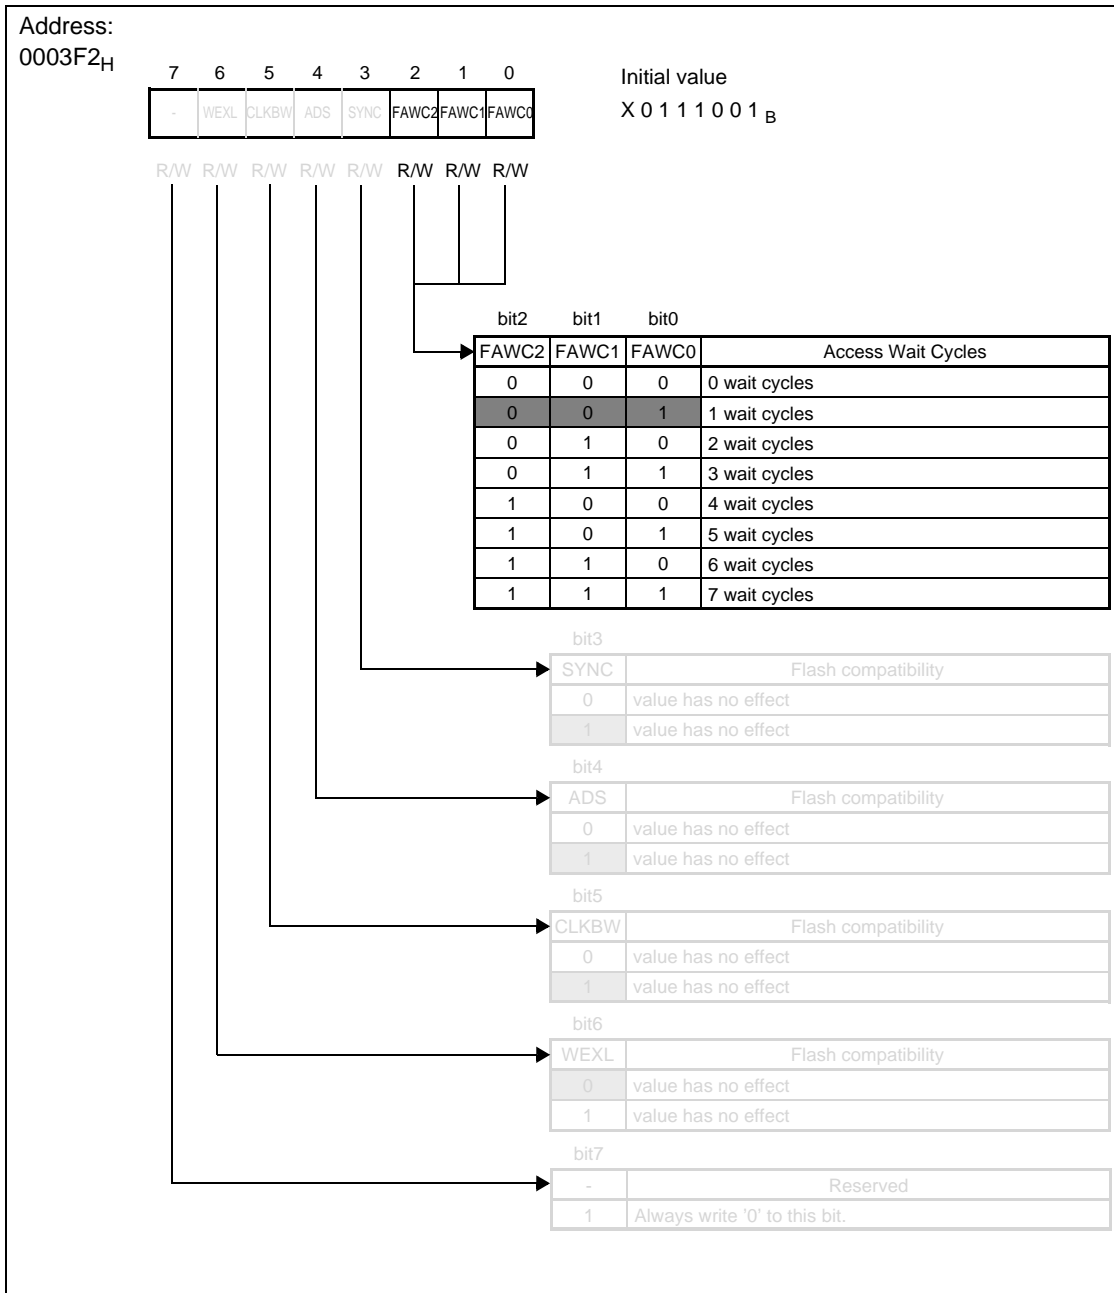 Address:
0003F2H
7 6 5 4 3 2 1 0
Initial value
- WEXL CLKBW ADS SYNC FAWC2 FAWC1 FAWC0
X 0 1 1 1 0 0 1 B
R/W R/W R/W R/W R/W R/W R/W R/W
bit2 bit1 bit0
FAWC2 FAWC1 FAWC0 Access Wait Cycles
0 0 0 0 wait cycles
0 0 1 1 wait cycles
0 1 0 2 wait cycles
0 1 1 3 wait cycles
1 0 0 4 wait cycles
1 0 1 5 wait cycles
1 1 0 6 wait cycles
1 1 1 7 wait cycles
bit3
SYNC Flash compatibility
0 value has no effect
1 value has no effect
bit4
ADS Flash compatibility
0 value has no effect
1 value has no effect
bit5
CLKBW Flash compatibility
0 value has no effect
1 value has no effect
bit6
WEXL Flash compatibility
0 value has no effect
1 value has no effect
bit7
- Reserved
1 Always write '0' to this bit.